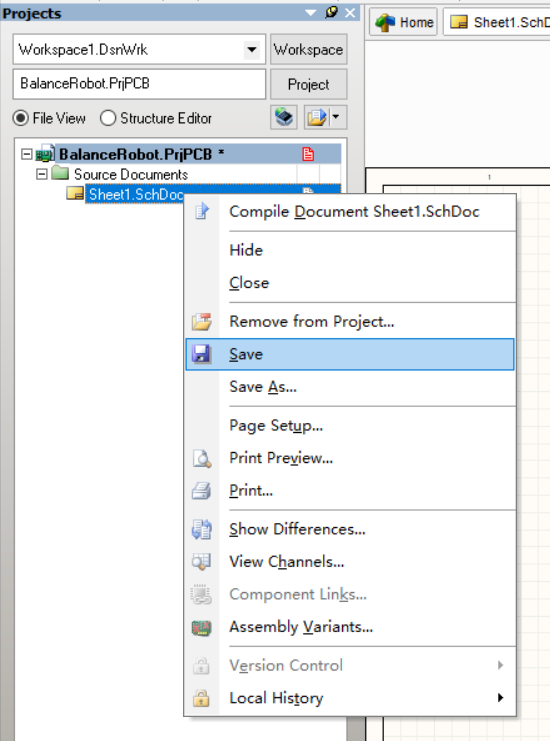 Projects
Home
Sheet1.SchD
Workspace1.DsnWrk
Workspace
BalanceRobot.PrjPCB
Project
File View
Structure Editor
BalanceRobot.PrjPCB *
Source Documents
Sheet1.SchDoc
1
Compile Document Sheet1.SchDoc
Hide
Close
Remove from Project...
Save
Save As...
Page Setup...
Print Preview...
Print...
Show Differences...
View Channels...
Component Links...
Assembly Variants...
Version Control
Local History